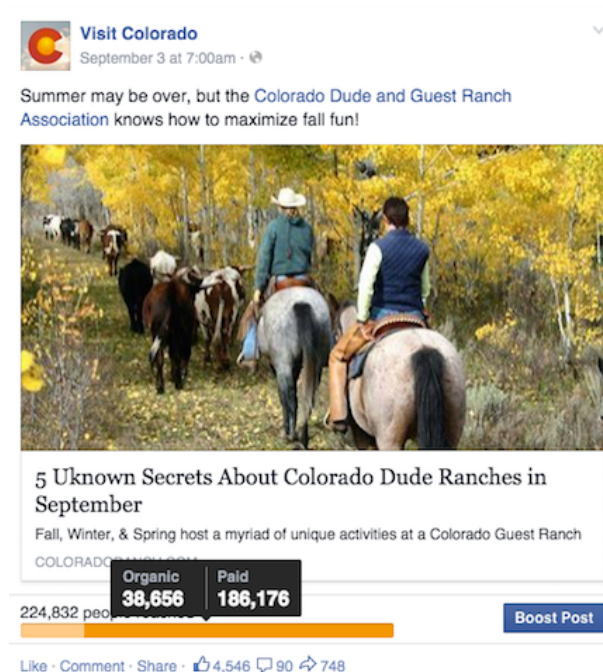 Visit Colorado
September 3 at 7:00am ·
Summer may be over, but the Colorado Dude and Guest Ranch
Association knows how to maximize fall fun!
5 Uknown Secrets About Colorado Dude Ranches in
September
Fall, Winter, & Spring host a myriad of unique activities at a Colorado Guest Ranch
Organic Paid
38,656 186,176
224,832
Boost Post
Like · Comment · Share · 4,546 90 748